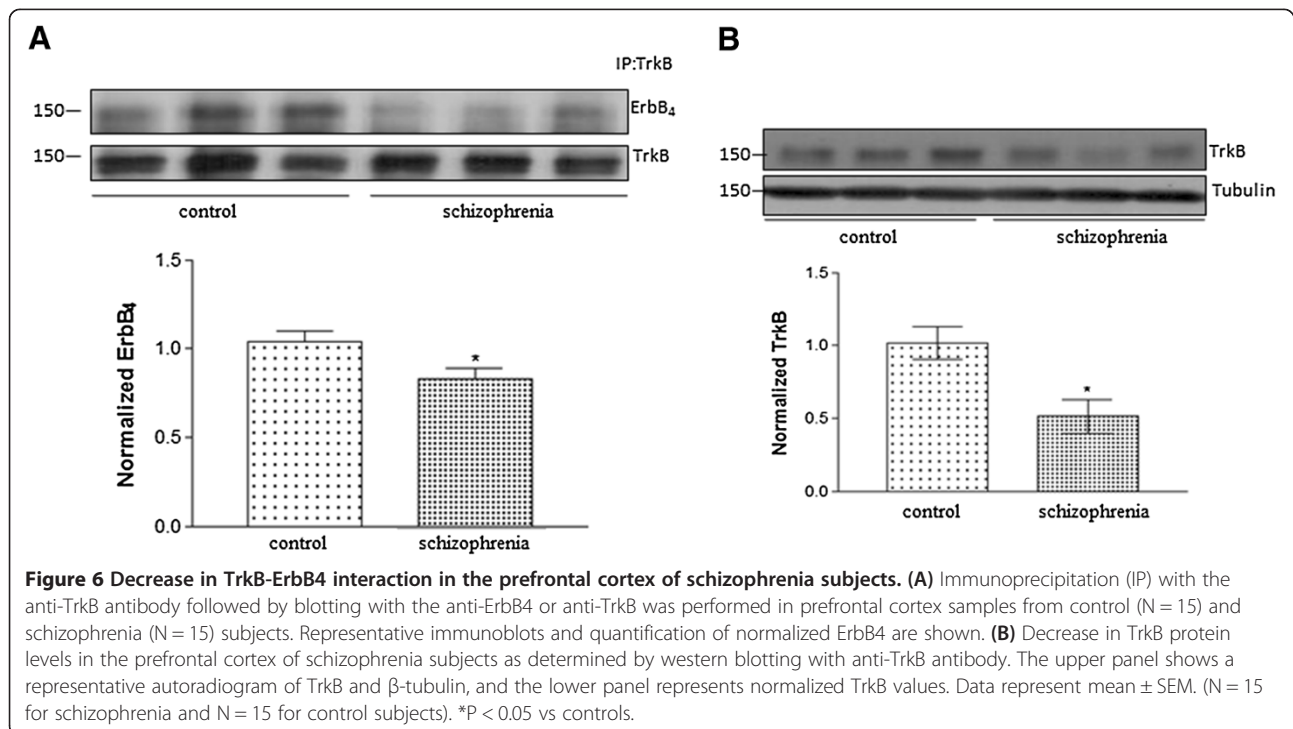 A
IP:TrkB
150
ErbB4
150
TrkB
control schizophrenia
1.5
1.0
0.5
0.0
Normalized ErbB4
*
control schizophrenia
B
150
TrkB
150
Tubulin
control schizophrenia
1.5
1.0
0.5
0.0
Normalized TrkB
*
control schizophrenia
Figure 6 Decrease in TrkB-ErbB4 interaction in the prefrontal cortex of schizophrenia subjects. (A) Immunoprecipitation (IP) with the
anti-TrkB antibody followed by blotting with the anti-ErbB4 or anti-TrkB was performed in prefrontal cortex samples from control (N = 15) and
schizophrenia (N = 15) subjects. Representative immunoblots and quantification of normalized ErbB4 are shown. (B) Decrease in TrkB protein
levels in the prefrontal cortex of schizophrenia subjects as determined by western blotting with anti-TrkB antibody. The upper panel shows a
representative autoradiogram of TrkB and β-tubulin, and the lower panel represents normalized TrkB values. Data represent mean ± SEM. (N = 15
for schizophrenia and N = 15 for control subjects). *P < 0.05 vs controls.